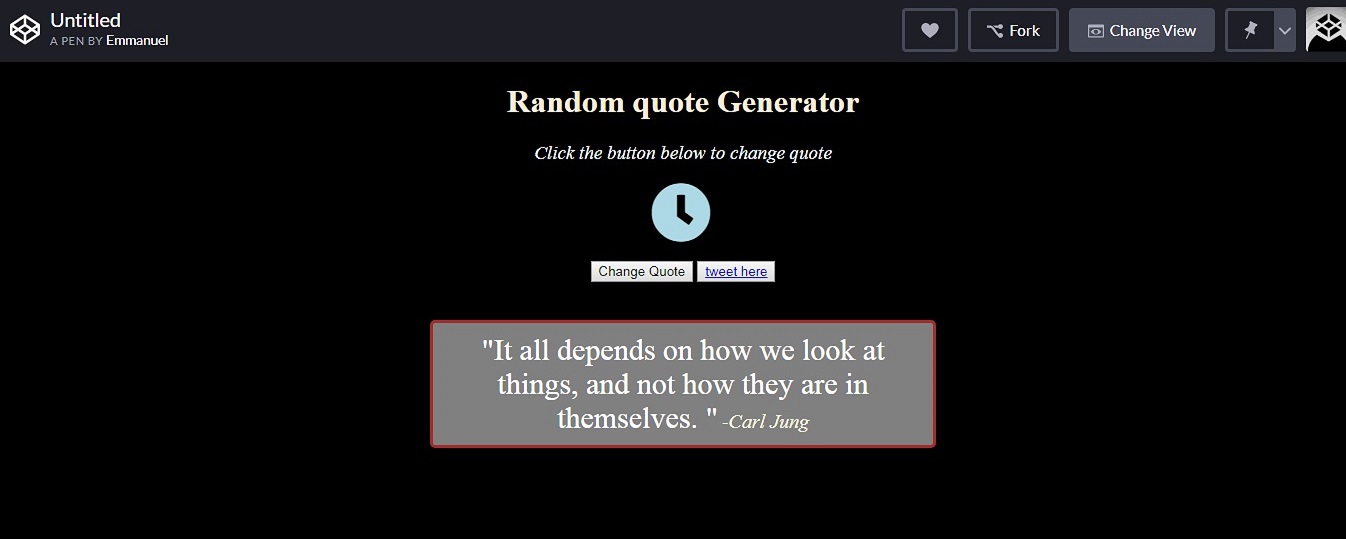 Untitled
A PEN BY Emmanuel
Fork
Change View
Random quote Generator
Click the button below to change quote
Change Quote
tweet here
"It all depends on how we look at
things, and not how they are in
themselves. " -Carl Jung